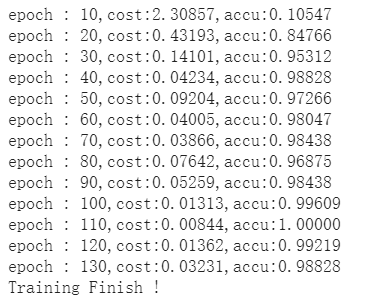 epoch : 10,cost:2.30857,accu:0.10547
epoch : 20,cost:0.43193,accu:0.84766
epoch : 30,cost:0.14101,accu:0.95312
epoch : 40,cost:0.04234,accu:0.98828
epoch : 50,cost:0.09204,accu:0.97266
epoch : 60,cost:0.04005,accu:0.98047
epoch : 70,cost:0.03866,accu:0.98438
epoch : 80,cost:0.07642,accu:0.96875
epoch : 90,cost:0.05259,accu:0.98438
epoch : 100,cost:0.01313,accu:0.99609
epoch : 110,cost:0.00844,accu:1.00000
epoch : 120,cost:0.01362,accu:0.99219
epoch : 130,cost:0.03231,accu:0.98828
Training Finish !